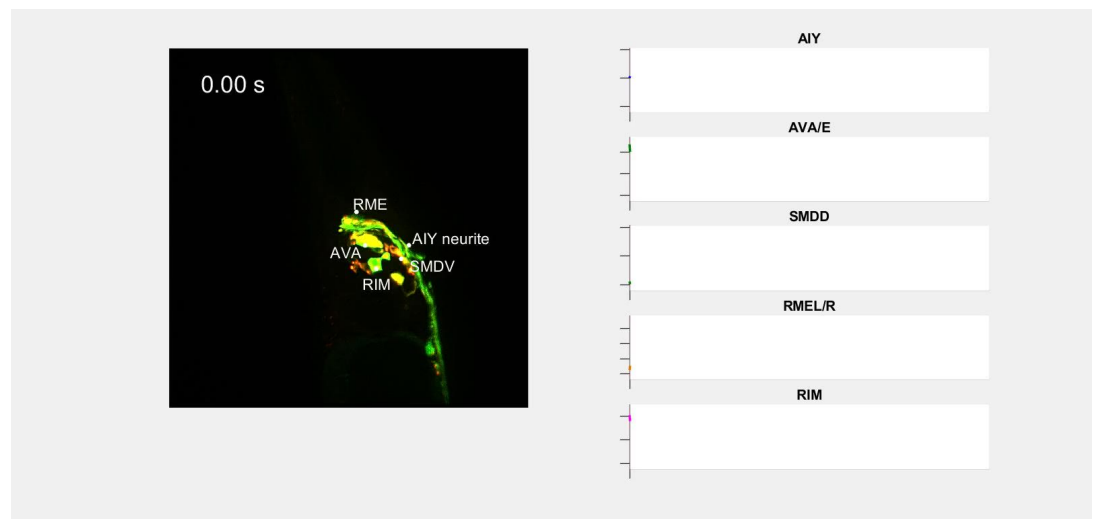 0.00 s
RME
AIY neurite
AVA
SMDV
RIM
AIY
AVA/E
SMDD
RMEL/R
RIM